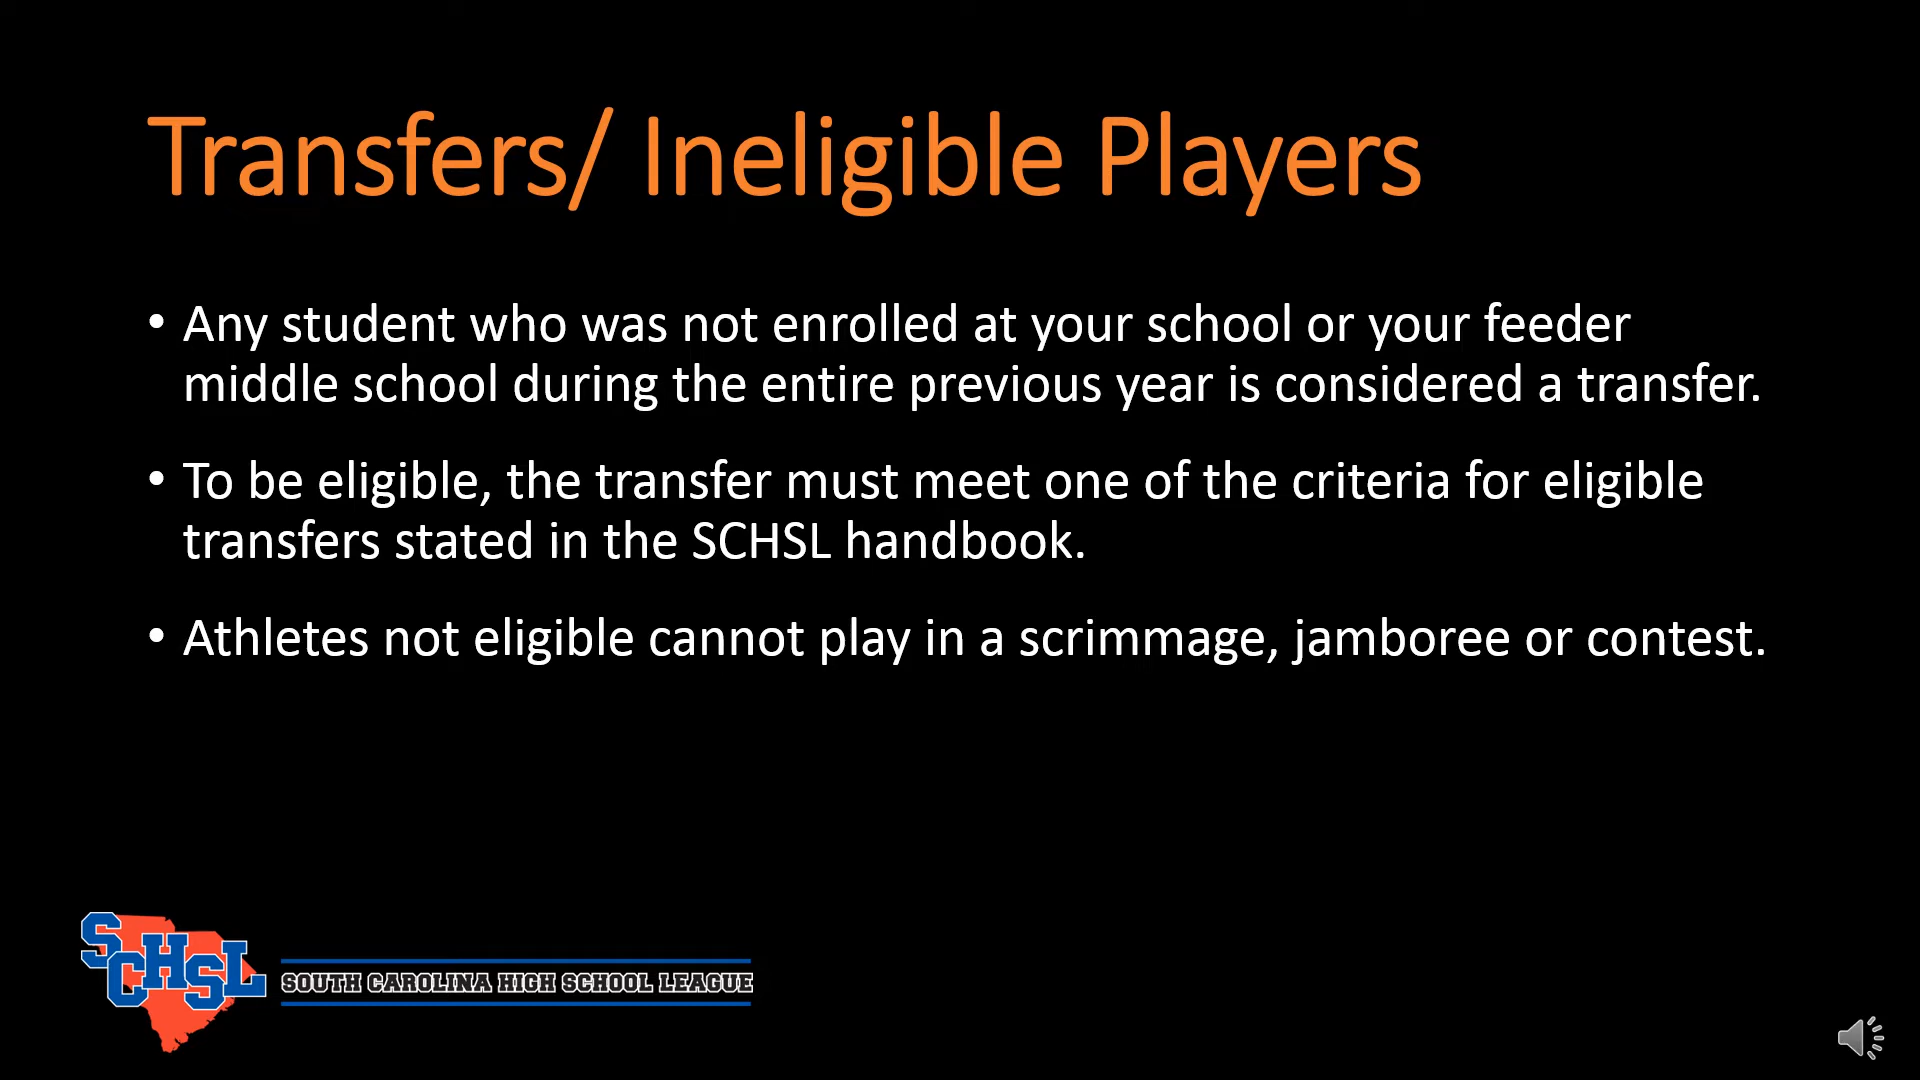 Transfers/ Ineligible Players
• Any student who was not enrolled at your school or your feeder
middle school during the entire previous year is considered a transfer.
• To be eligible, the transfer must meet one of the criteria for eligible
transfers stated in the SCHSL handbook.
• Athletes not eligible cannot play in a scrimmage, jamboree or contest.
SCHSL
SOUTH CAROLINA HIGH SCHOOL LEAGUE